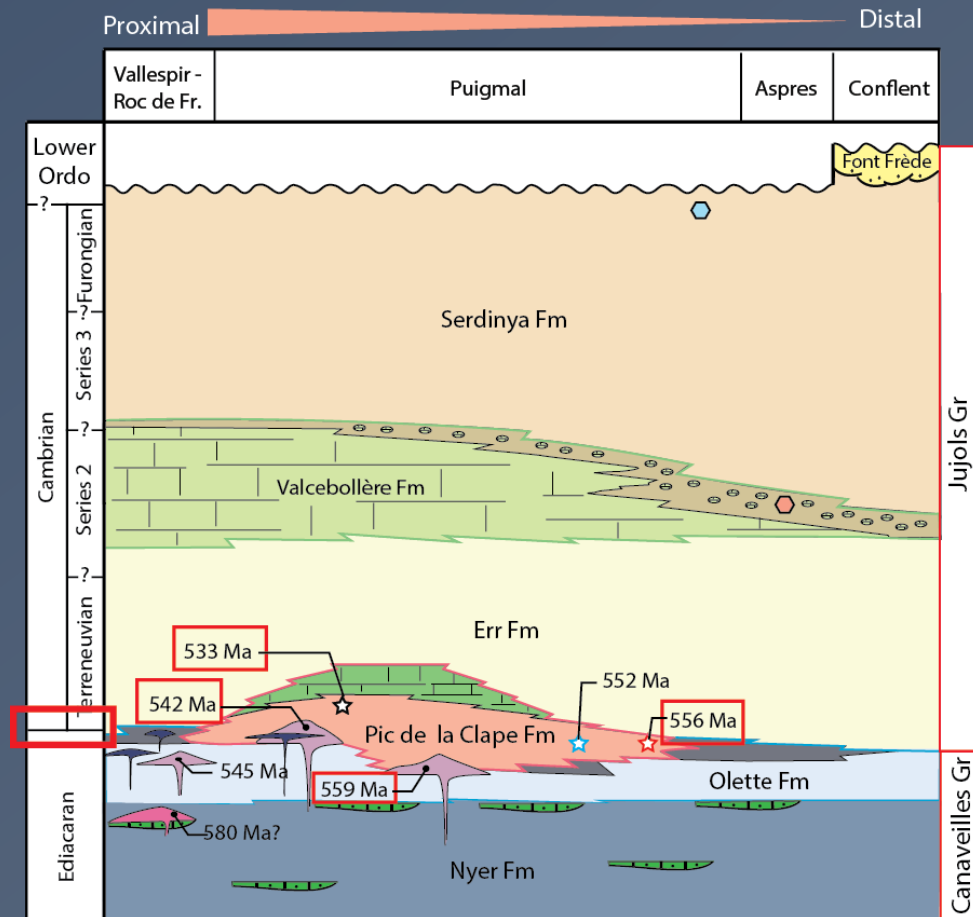 Proximal
Distal
Vallespir -
Roc de Fr.
Puigmal
Aspres
Conflent
Lower
Ordo
Font Frède
-?-
Furongian
Serdinya Fm
-?-
Series 3
Jujols Gr
Cambrian
-?-
Valcebollère Fm
Series 2
-?-
Err Fm
Terreneuvian
533 Ma
552 Ma
542 Ma
556 Ma
Pic de la Clape Fm
545 Ma
559 Ma
Olette Fm
580 Ma?
Ediacaran
Nyer Fm
Canaveilles Gr